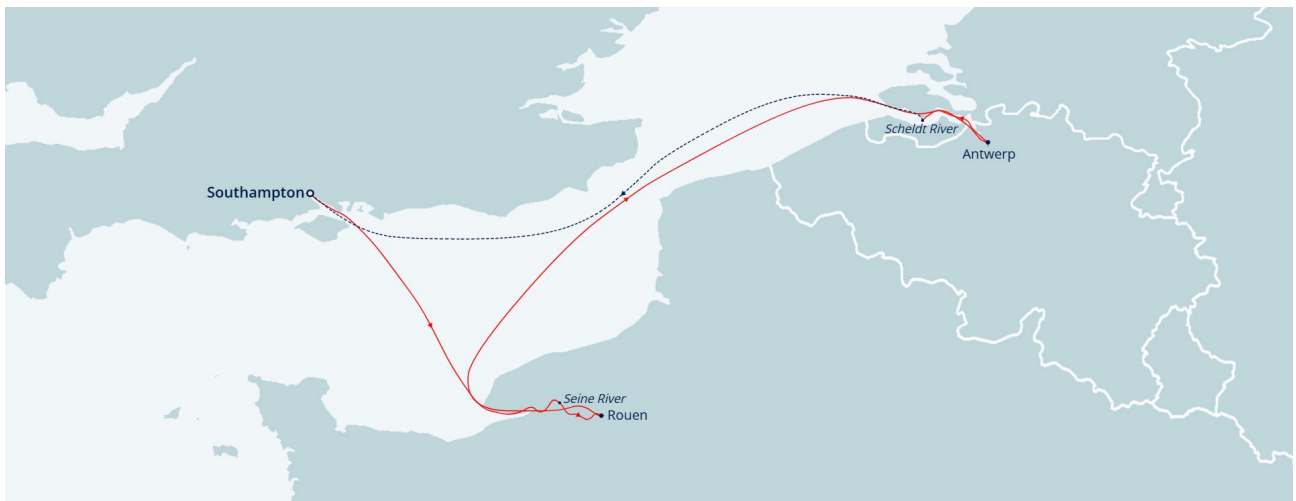 Scheldt River
Antwerp
Southampton
Seine River
Rouen